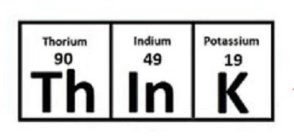 Thorium Indium Potassium
90 49 19
Th In K